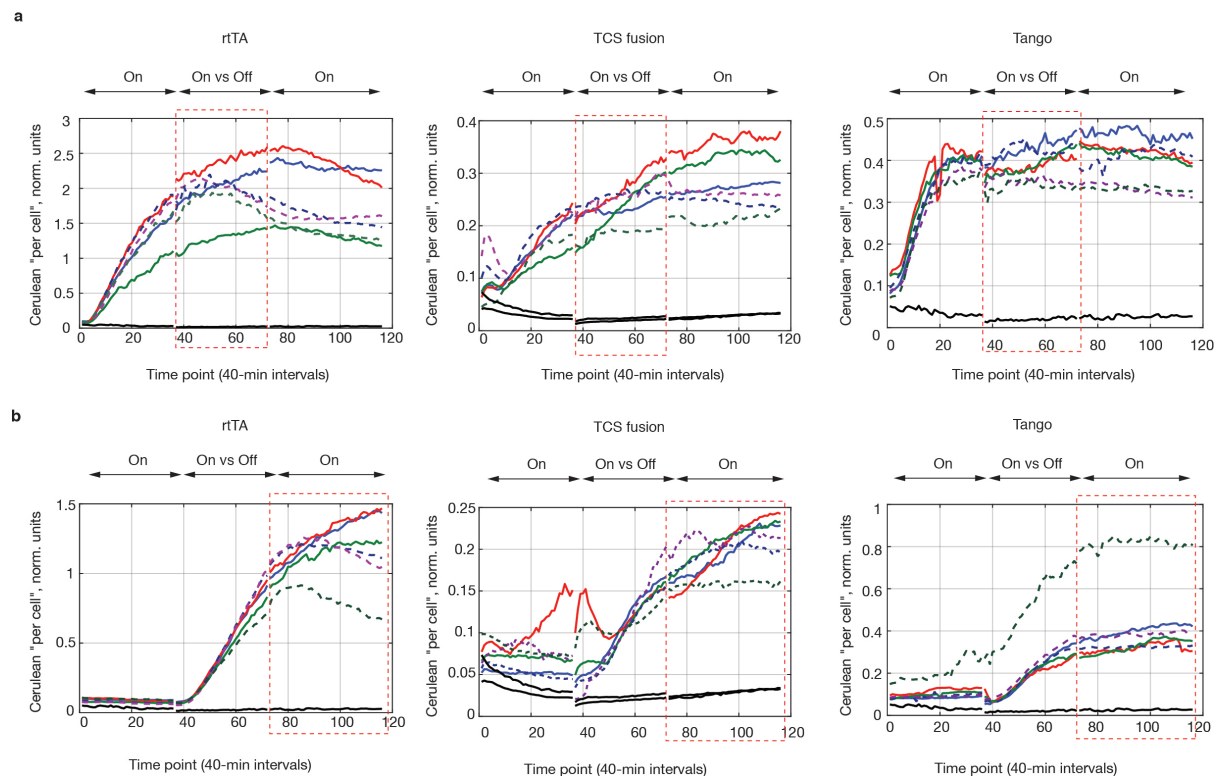 a
rtTA
TCS fusion
Tango
On
On vs Off
On
On
On vs Off
On
On
On vs Off
On
Cerulean "per cell", norm. units
3
2.5
2
1.5
1
0.5
0
0
20
40
60
80
100
120
Time point (40-min intervals)
Cerulean "per cell", norm. units
0.4
0.3
0.2
0.1
0
0
20
40
60
80
100
120
Time point (40-min intervals)
Cerulean "per cell", norm. units
0.5
0.4
0.3
0.2
0.1
0
0
20
40
60
80
100
120
Time point (40-min intervals)
b
rtTA
TCS fusion
Tango
On
On vs Off
On
On
On vs Off
On
On
On vs Off
On
Cerulean "per cell", norm. units
1.5
1
0.5
0
0
20
40
60
80
100
120
Time point (40-min intervals)
Cerulean "per cell", norm. units
0.25
0.2
0.15
0.1
0.05
0
0
20
40
60
80
100
120
Time point (40-min intervals)
Cerulean "per cell", norm. units
1
0.8
0.6
0.4
0.2
0
0
20
40
60
80
100
120
Time point (40-min intervals)